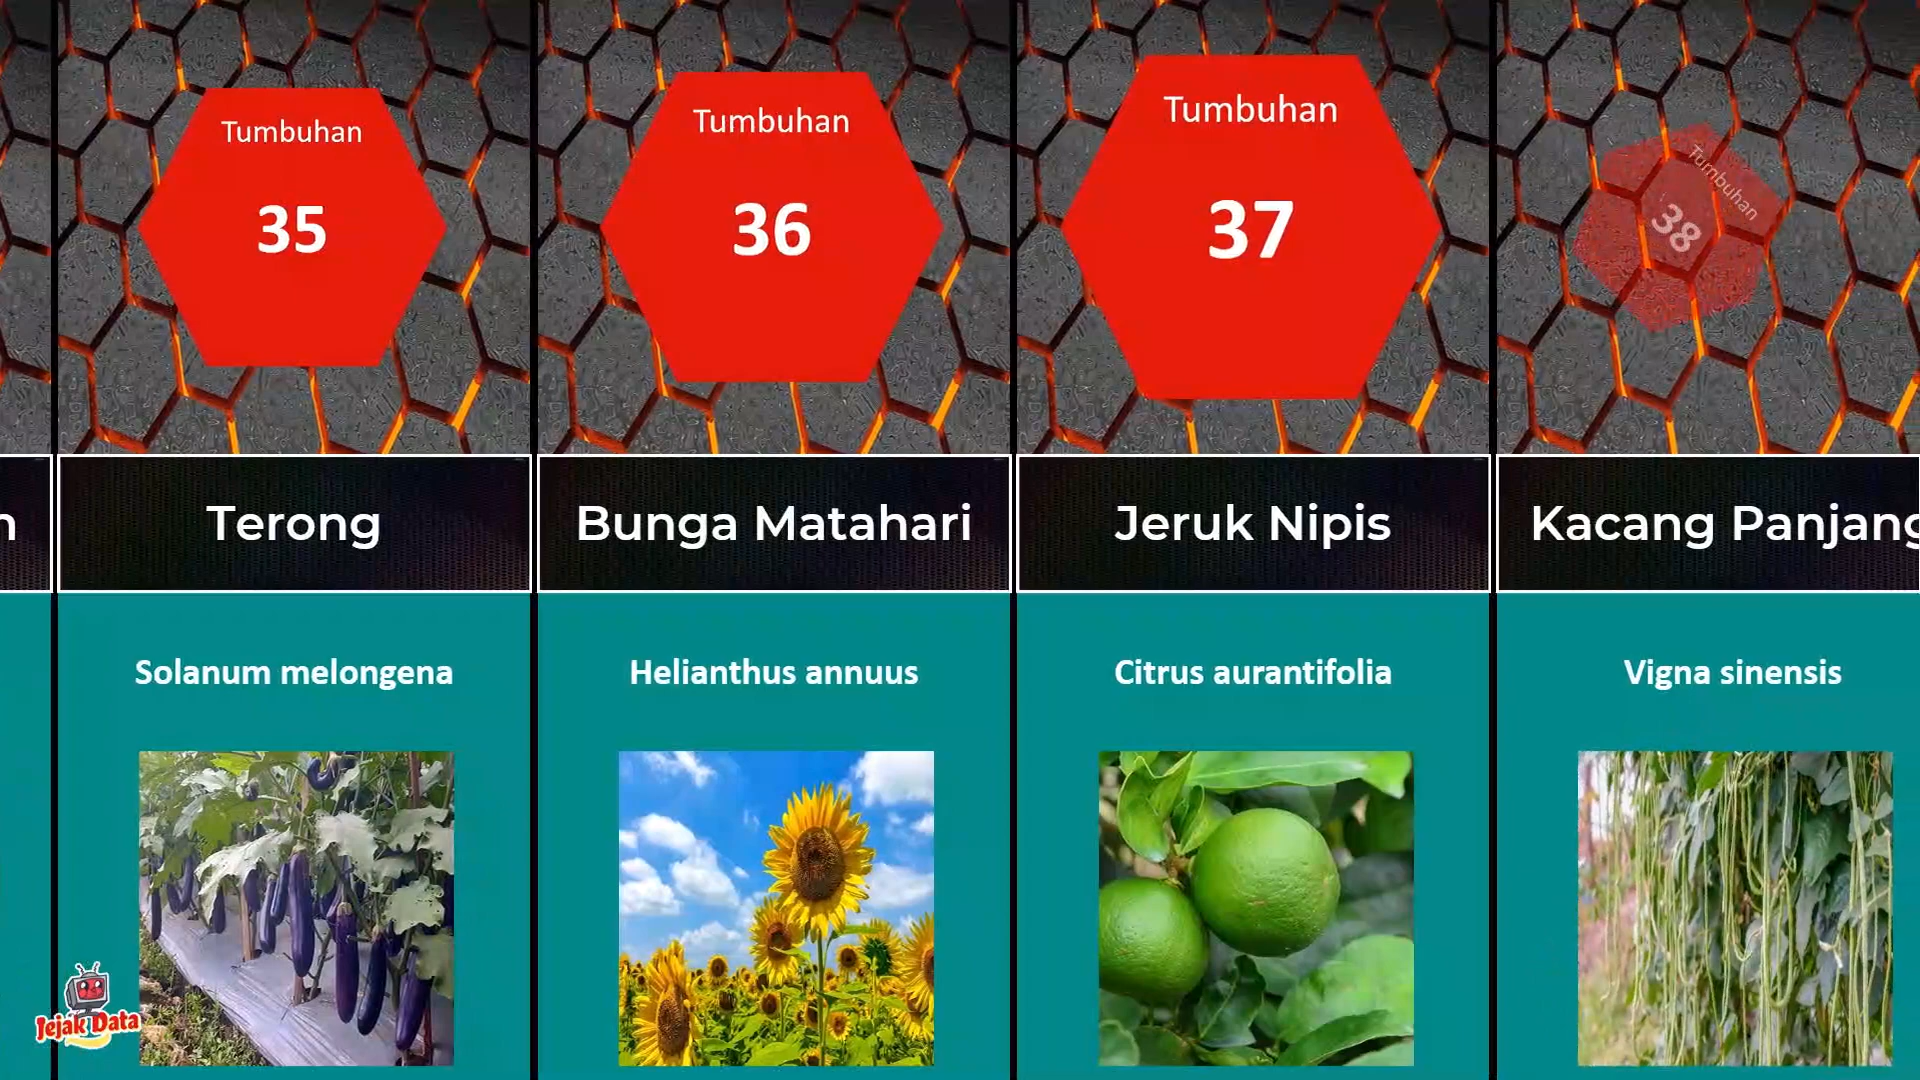 Tumbuhan
35
Terong
Solanum melongena
Tumbuhan
36
Bunga Matahari
Helianthus annuus
Tumbuhan
37
Jeruk Nipis
Citrus aurantifolia
Tumbuhan
38
Kacang Panjang
Vigna sinensis
n
Jejak Data